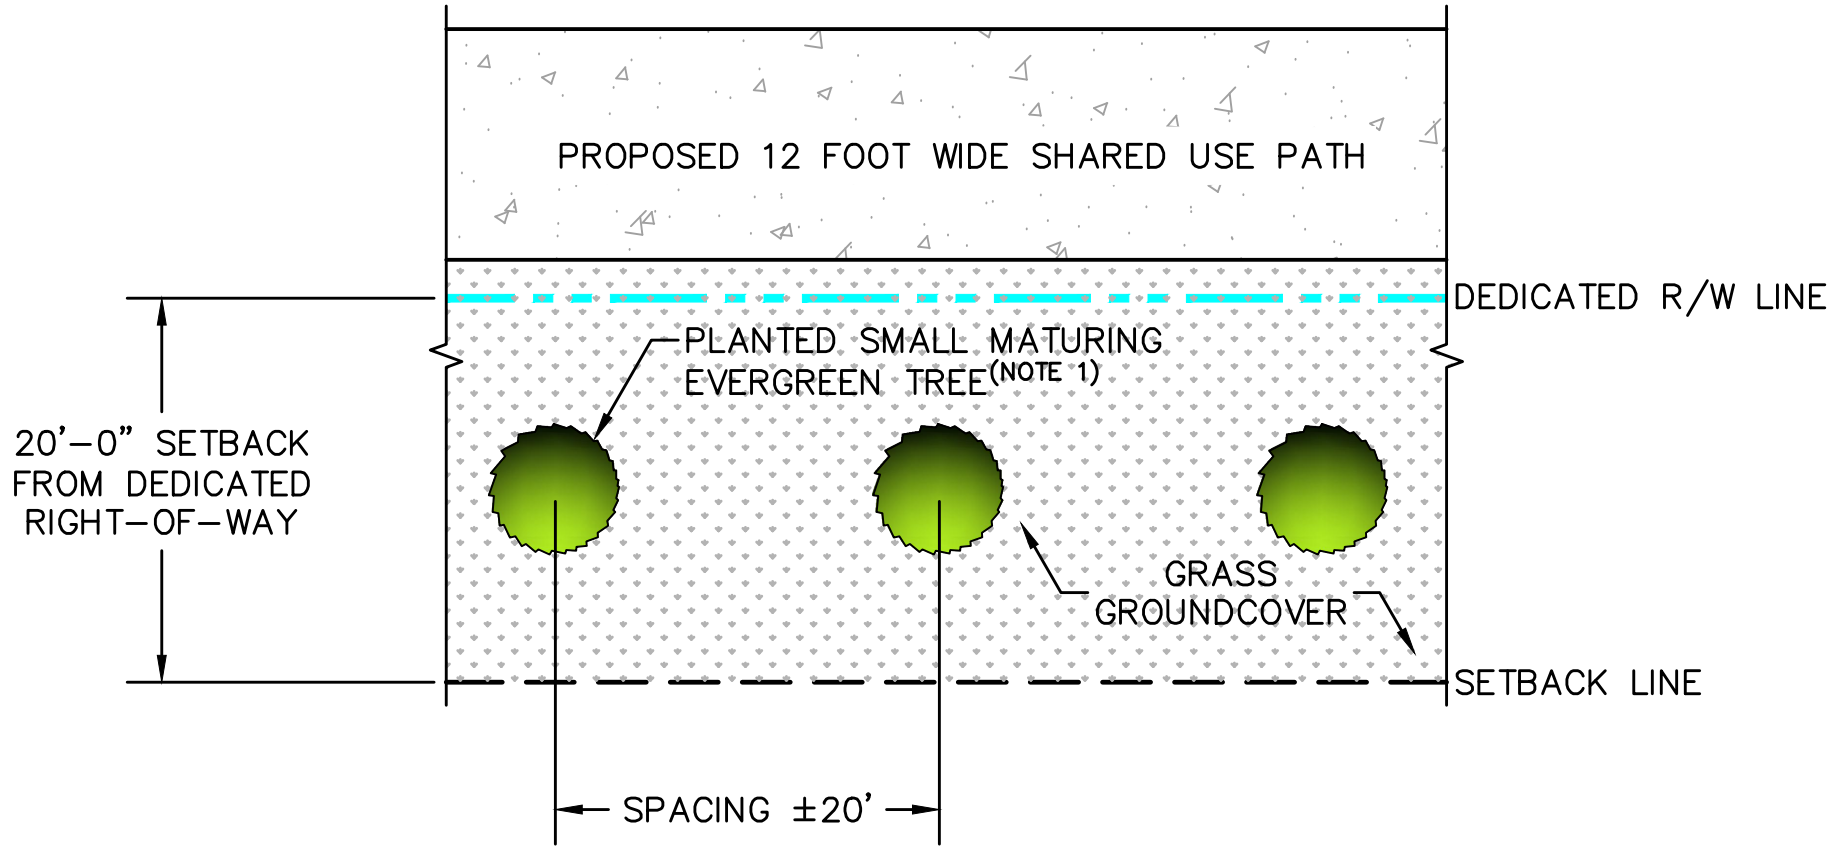 PROPOSED 12 FOOT WIDE SHARED USE PATH
DEDICATED R/W LINE
PLANTED SMALL MATURING
EVERGREEN TREE(NOTE 1)
20'-0" SETBACK
FROM DEDICATED
RIGHT-OF-WAY
GRASS
GROUNDCOVER
SETBACK LINE
SPACING ±20'